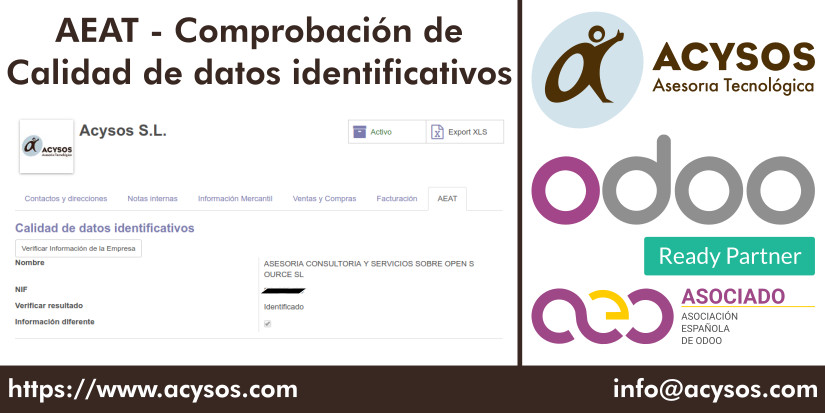 AEAT - Comprobación de
Calidad de datos identificativos
ACYSOS
Asesoría Tecnológica
Acysos S.L.
Activo
Export XLS
ACYSOS
Asesoría Tecnológica
Contactos y direcciones
Notas internas
Información Mercantil
Ventas y Compras
Facturación
AEAT
Calidad de datos identificativos
Verificar Información de la Empresa
Nombre
ASESORIA CONSULTORIA Y SERVICIOS SOBRE OPEN S
OURCE SL
NIF
Verificar resultado
Identificado
Información diferente
odoo
Ready Partner
aeo
ASOCIADO
ASOCIACIÓN
ESPAÑOLA
DE ODOO
https://www.acysos.com
info@acysos.com